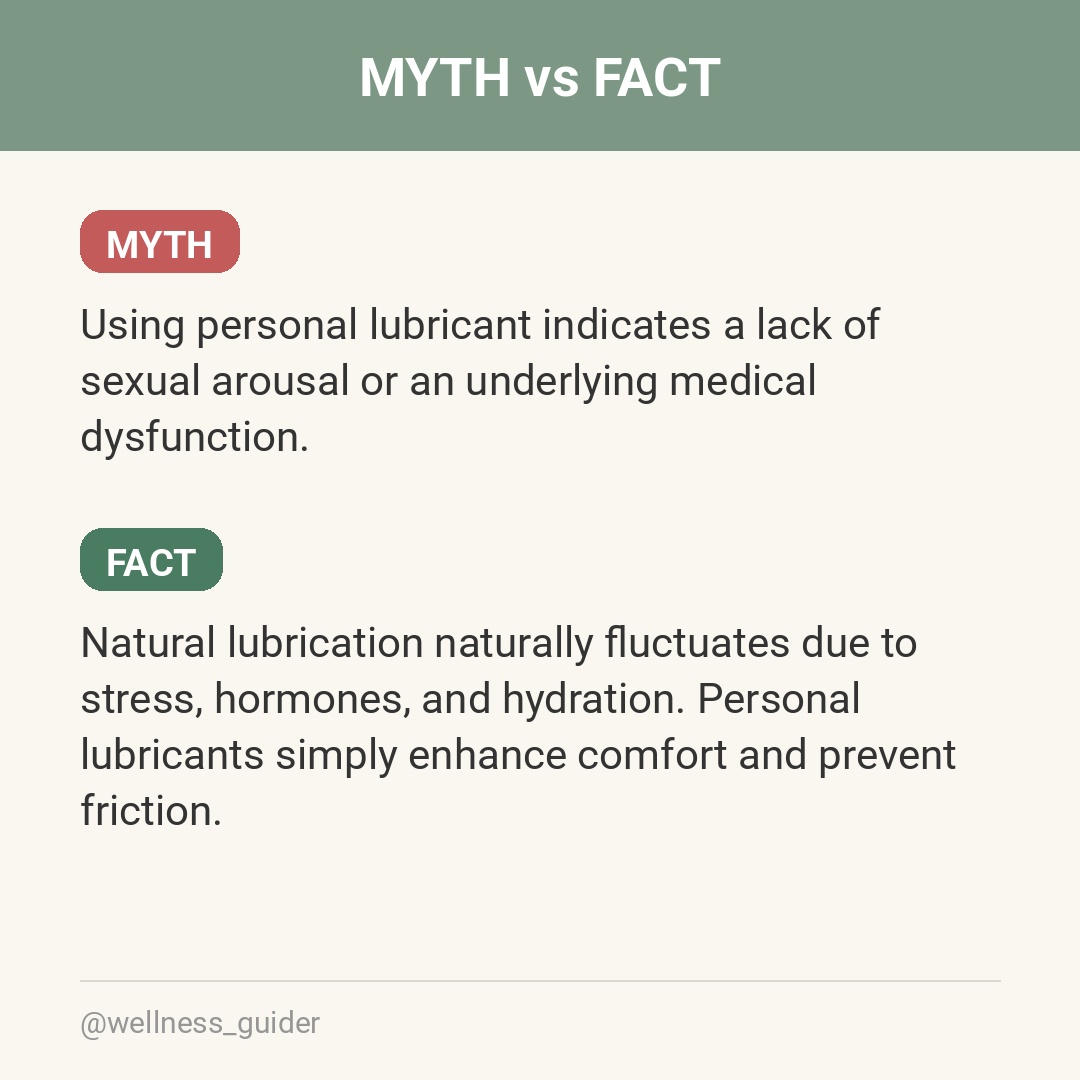 MYTH vs FACT
MYTH
Using personal lubricant indicates a lack of
sexual arousal or an underlying medical
dysfunction.
FACT
Natural lubrication naturally fluctuates due to
stress, hormones, and hydration. Personal
lubricants simply enhance comfort and prevent
friction.
@wellness_guider